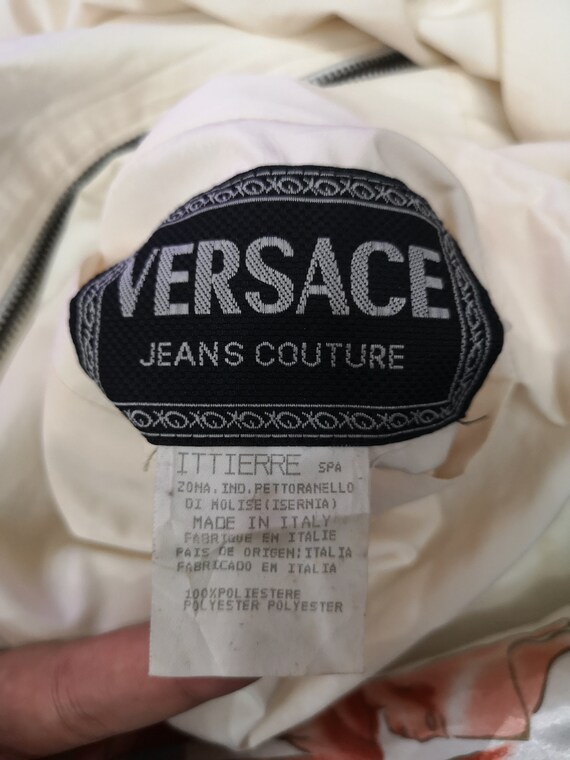 VERSACE
JEANS COUTURE
ITTIERRE SPA
ZONA.IND.PETTORANELLO
DI MOLISE(ISERNIA)
MADE IN ITALY
FABRIQUE EN ITALIE
PAIS DE ORIGEN:ITALIA
FABRICADO EN ITALIA
100%POLIESTERE
POLYESTER POLYESTER